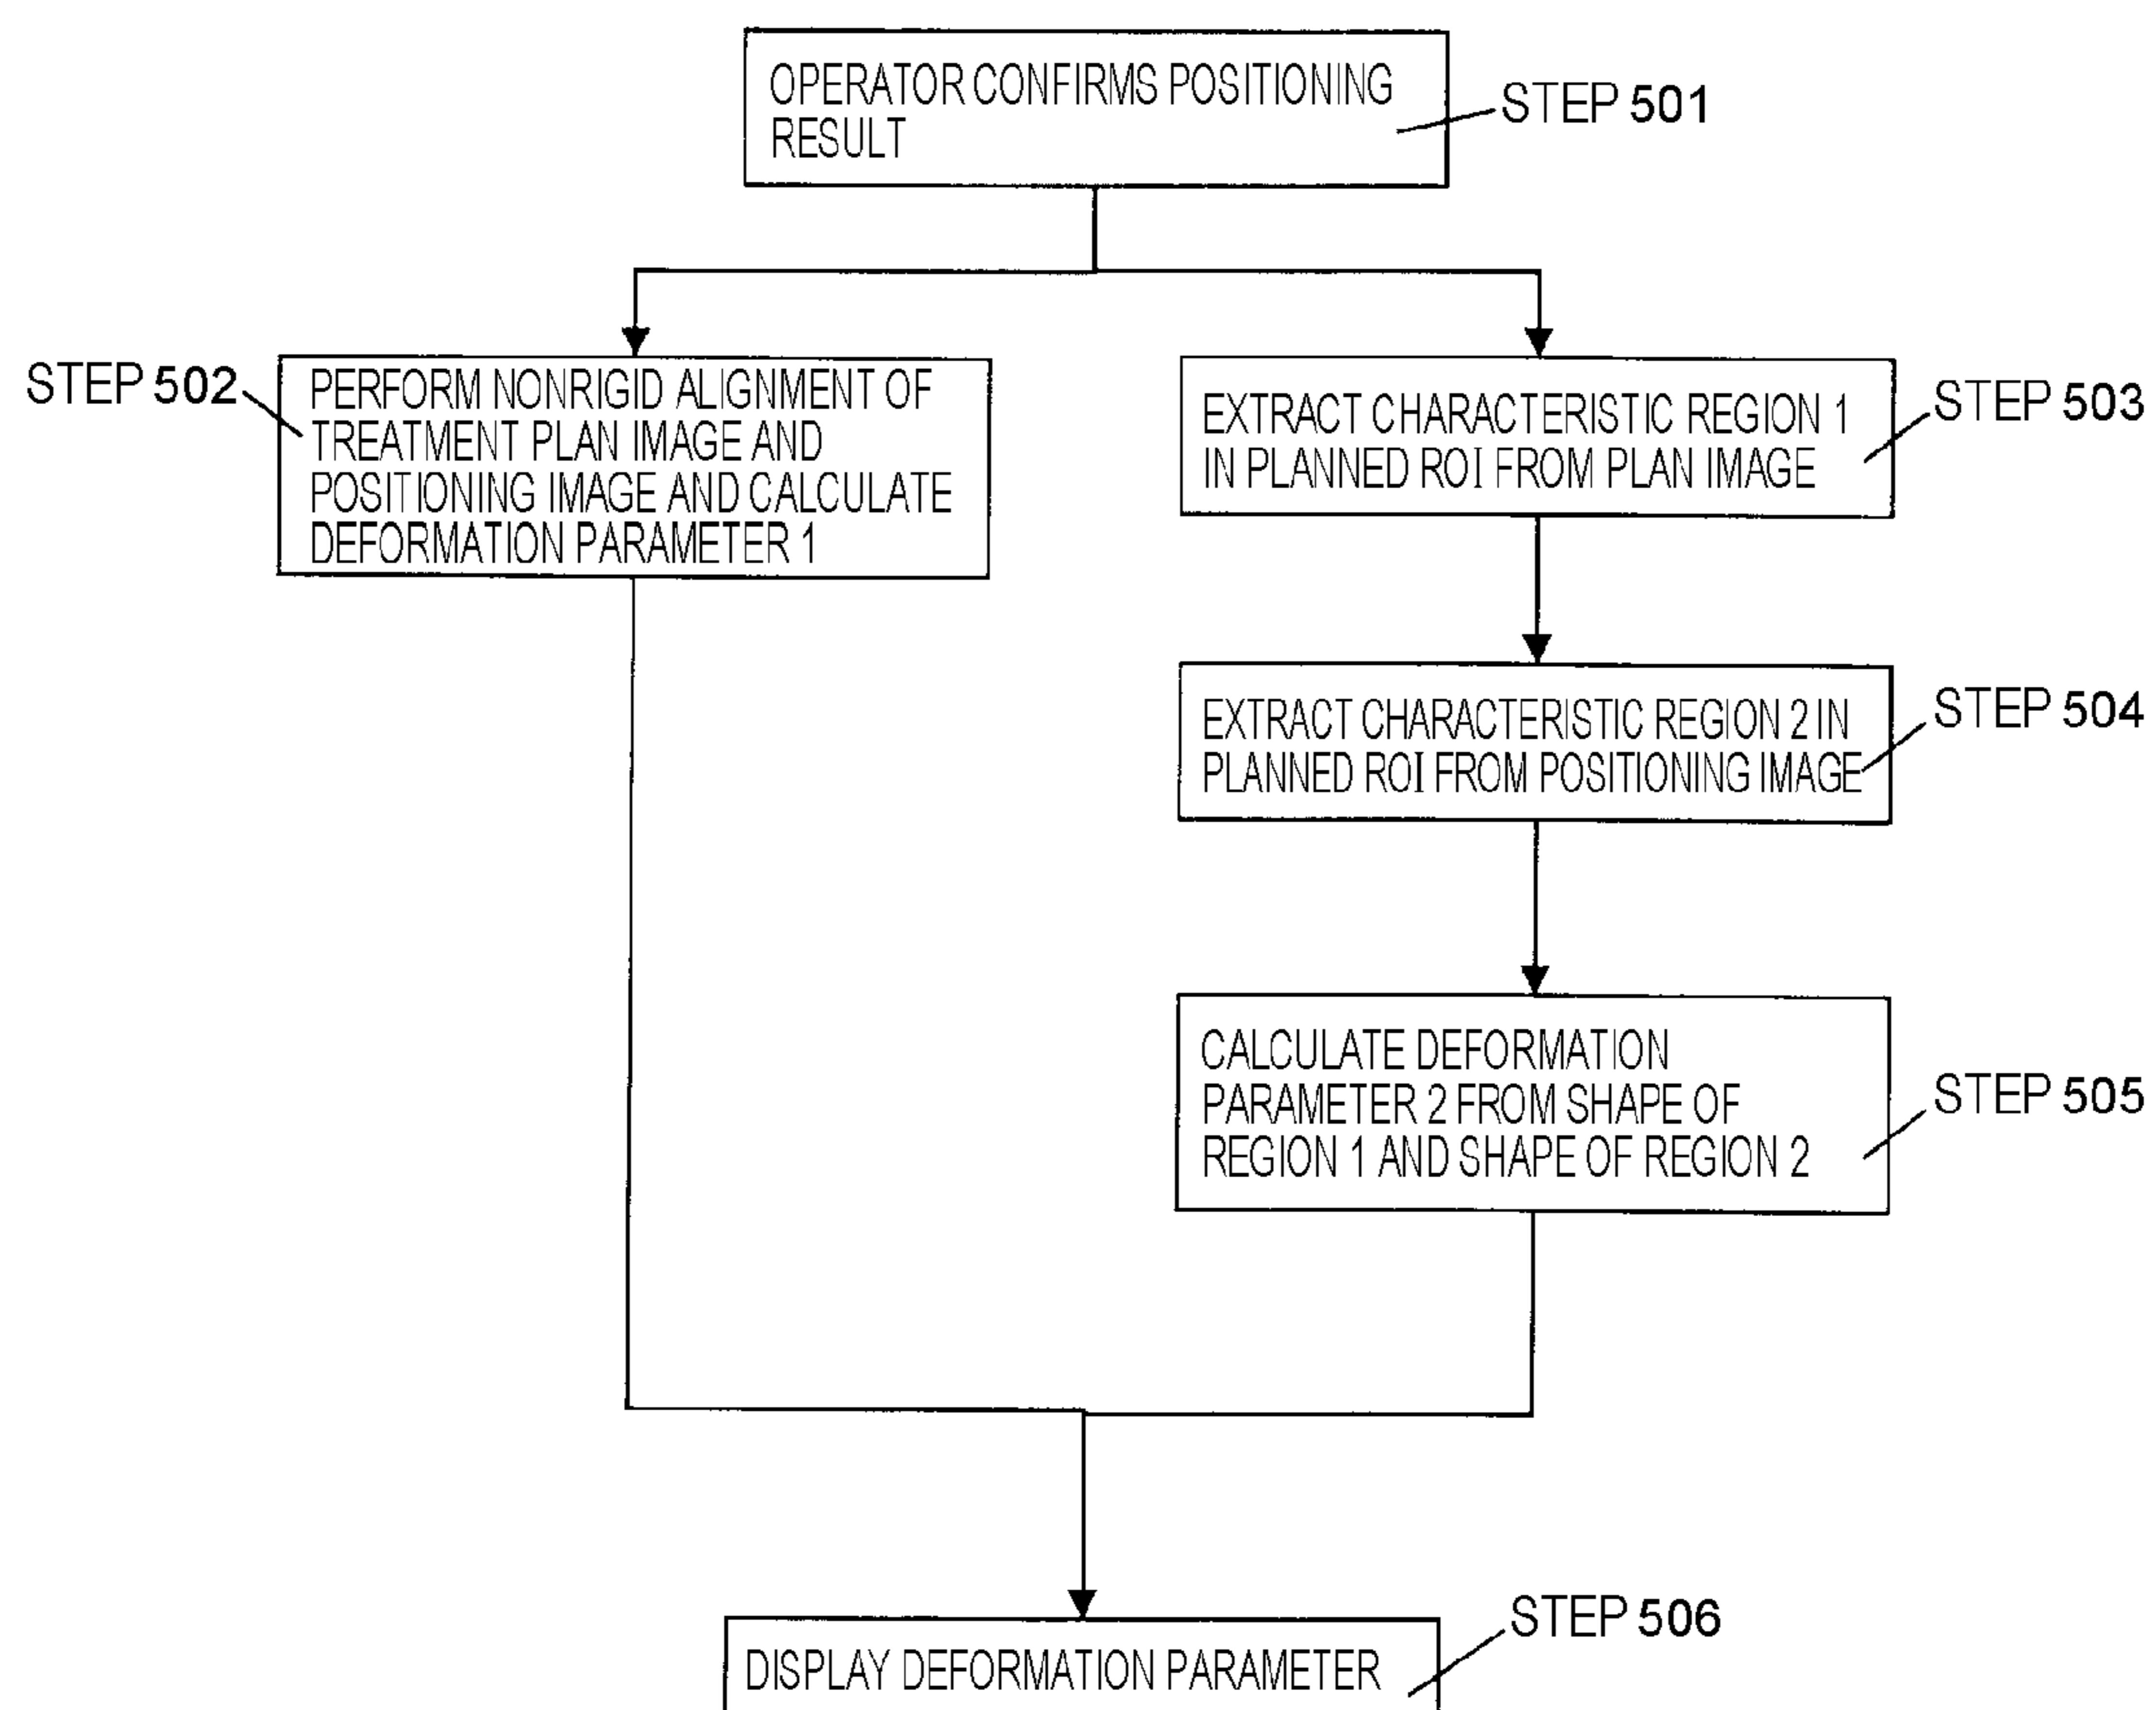 OPERATOR CONFIRMS POSITIONING
RESULT
STEP 501
STEP 502
PERFORM NONRIGID ALIGNMENT OF
TREATMENT PLAN IMAGE AND
POSITIONING IMAGE AND CALCULATE
DEFORMATION PARAMETER 1
EXTRACT CHARACTERISTIC REGION 1
IN PLANNED ROI FROM PLAN IMAGE
STEP 503
EXTRACT CHARACTERISTIC REGION 2 IN
PLANNED ROI FROM POSITIONING IMAGE
STEP 504
CALCULATE DEFORMATION
PARAMETER 2 FROM SHAPE OF
REGION 1 AND SHAPE OF REGION 2
STEP 505
DISPLAY DEFORMATION PARAMETER
STEP 506